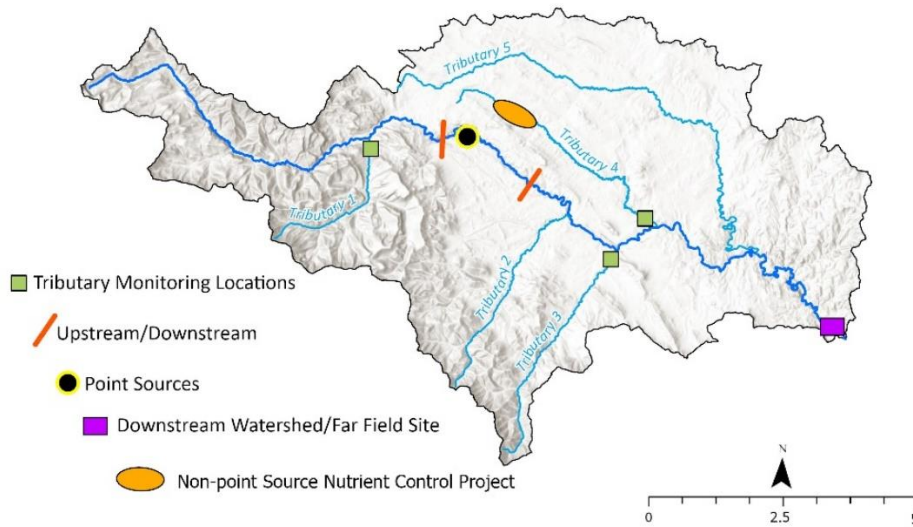 Tributary 5
Tributary 4
Tributary 1
Tributary 2
Tributary 3
Tributary Monitoring Locations
Upstream/Downstream
Point Sources
Downstream Watershed/Far Field Site
Non-point Source Nutrient Control Project
N
0 2.5